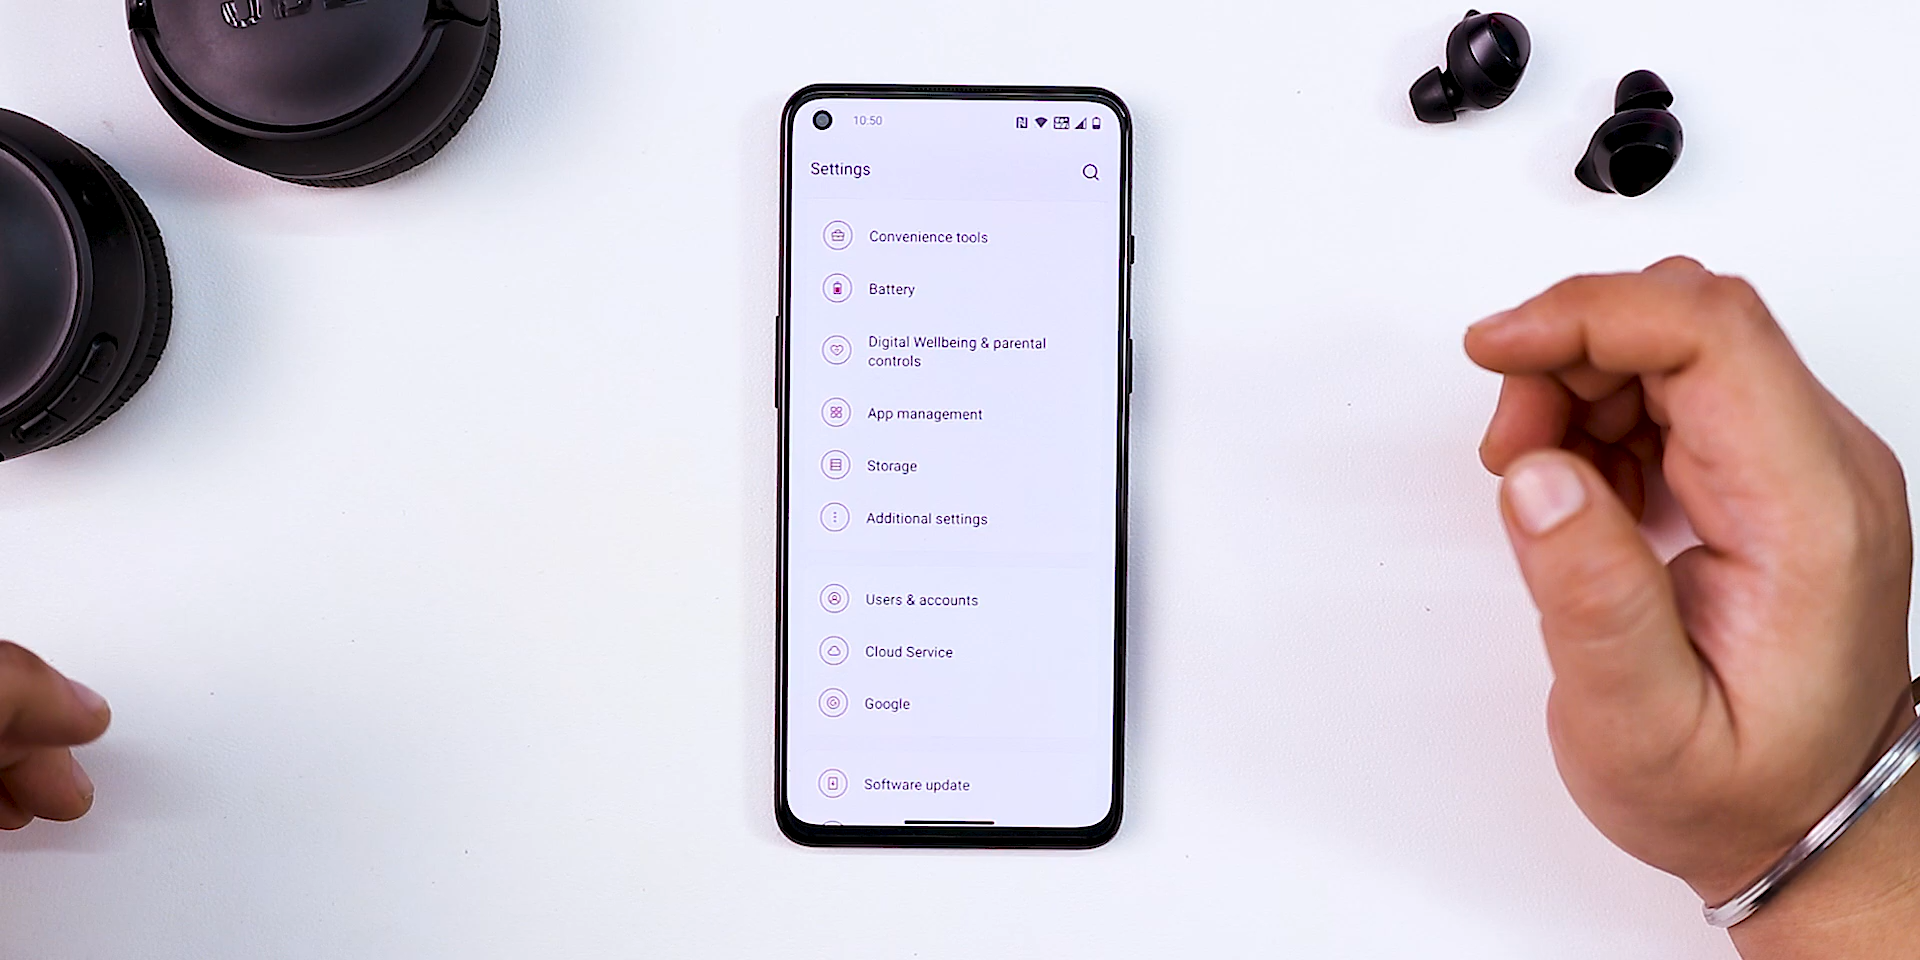 10:50
Settings
Convenience tools
Battery
Digital Wellbeing & parental
controls
App management
Storage
Additional settings
Users & accounts
Cloud Service
Google
Software update